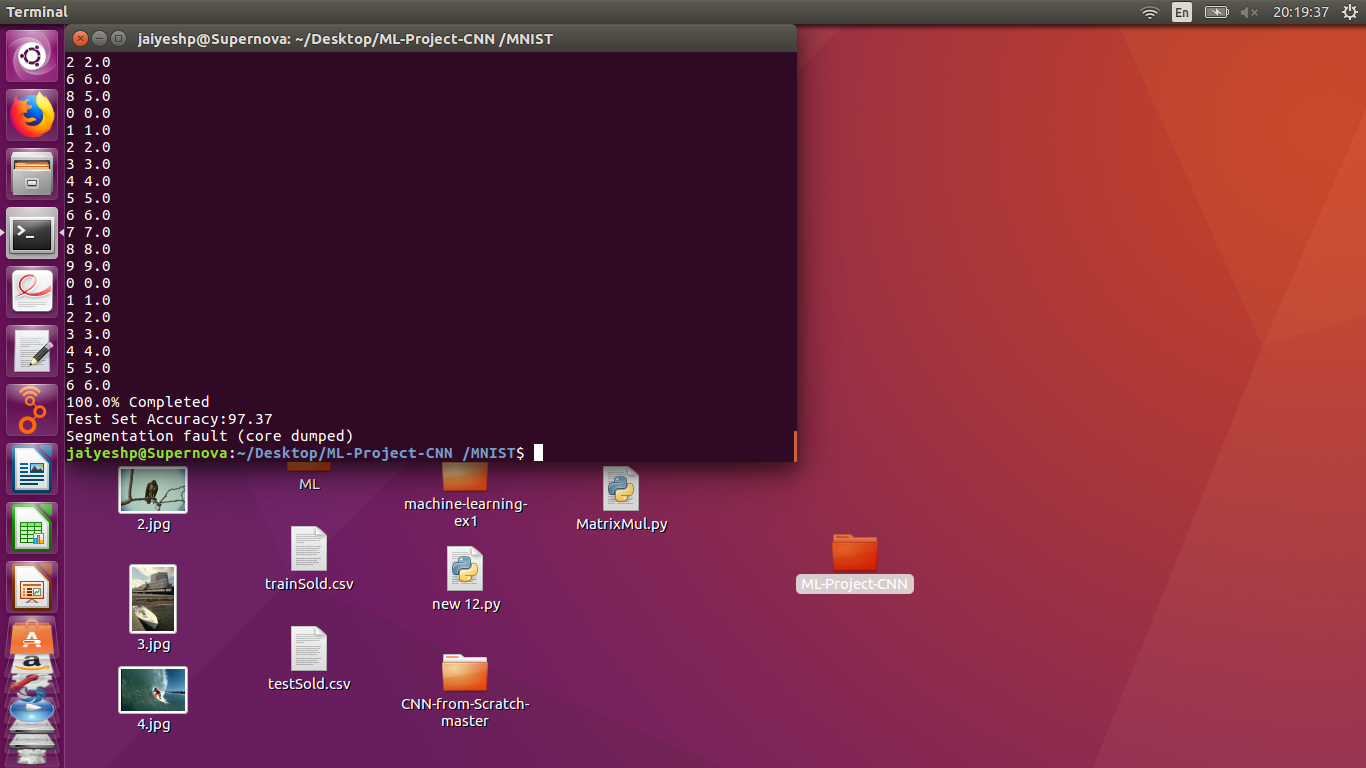 Terminal
En
20:19:37
jaiyeshp@Supernova: ~/Desktop/ML-Project-CNN /MNIST
2 2.0
6 6.0
8 5.0
0 0.0
1 1.0
2 2.0
3 3.0
4 4.0
5 5.0
6 6.0
7 7.0
8 8.0
9 9.0
0 0.0
1 1.0
2 2.0
3 3.0
4 4.0
5 5.0
6 6.0
100.0% Completed
Test Set Accuracy:97.37
Segmentation fault (core dumped)
jaiyeshp@Supernova:~/Desktop/ML-Project-CNN /MNIST$
2.jpg
ML
machine-learning-
ex1
MatrixMul.py
trainSold.csv
new 12.py
ML-Project-CNN
3.jpg
testSold.csv
CNN-from-Scratch-
master
4.jpg